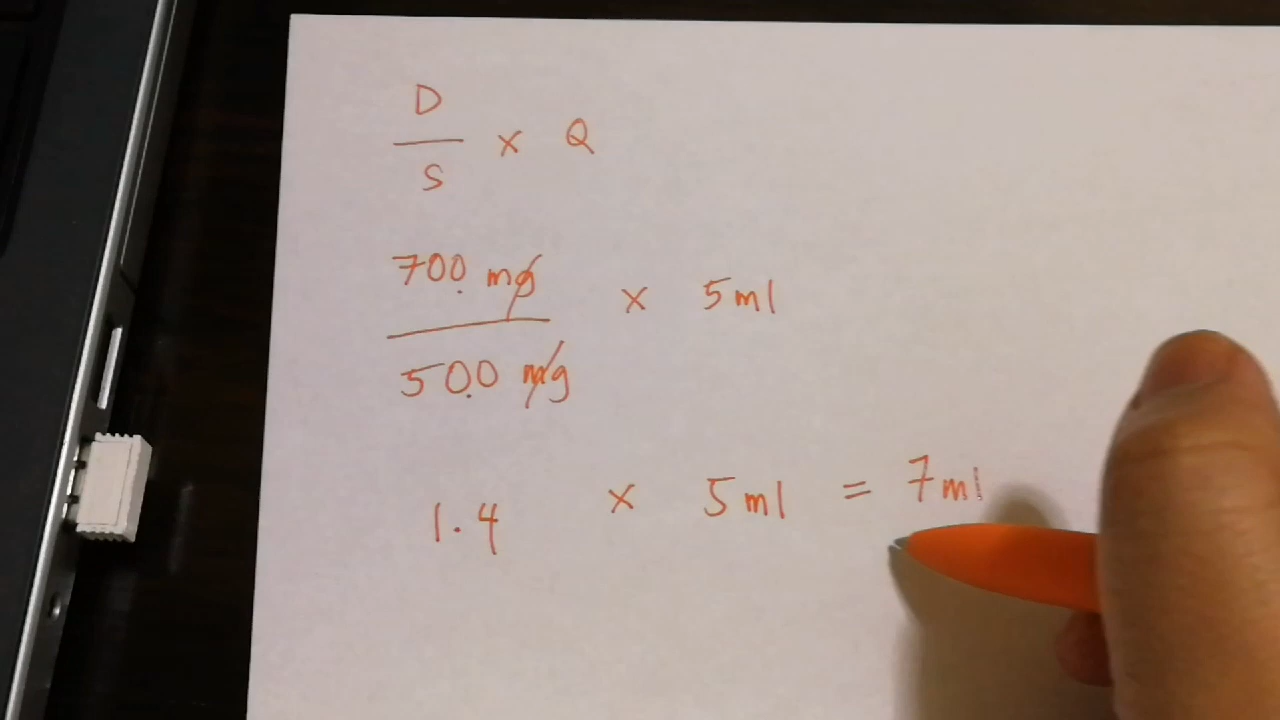 D
— x Q
S
700 mg
— x 5ml
500 mg
1.4 x 5ml = 7ml